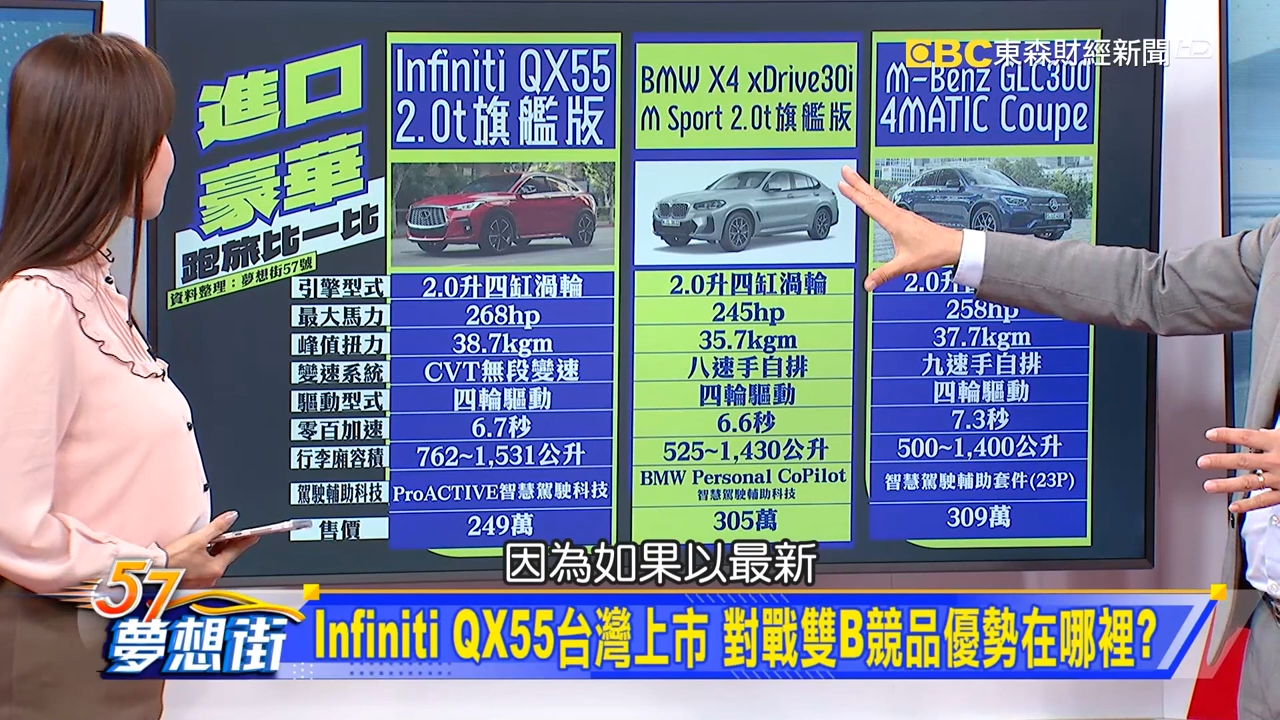 EBC 東森財經新聞 HD
進口
豪華
跑旅比一比
資料整理：夢想街57號
Infiniti QX55
2.0t旗艦版
BMW X4 xDrive30i
M Sport 2.0t旗艦版
M-Benz GLC300
4MATIC Coupe
引擎型式 2.0升四缸渦輪 2.0升四缸渦輪 2.0升四
最大馬力 268hp 245hp 258hp
峰值扭力 38.7kgm 35.7kgm 37.7kgm
變速系統 CVT無段變速 八速手自排 九速手自排
驅動型式 四輪驅動 四輪驅動 四輪驅動
零百加速 6.7秒 6.6秒 7.3秒
行李廂容積 762~1,531公升 525~1,430公升 500~1,400公升
駕駛輔助科技 ProACTIVE智慧駕駛科技 BMW Personal CoPilot 智慧駕駛輔助科技 智慧駕駛輔助套件(23P)
售價 249萬 305萬 309萬
因為如果以最新
57
夢想街
Infiniti QX55台灣上市 對戰雙B競品優勢在哪裡?